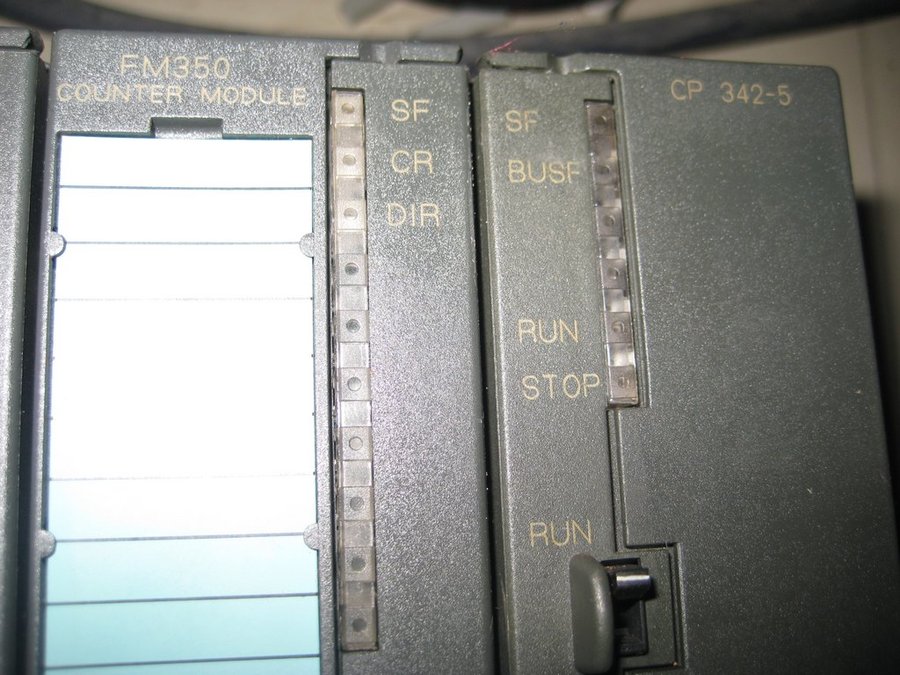 FM350
COUNTER MODULE
SF
CR
DIR
CP 342-5
SF
BUSF
RUN
STOP
RUN